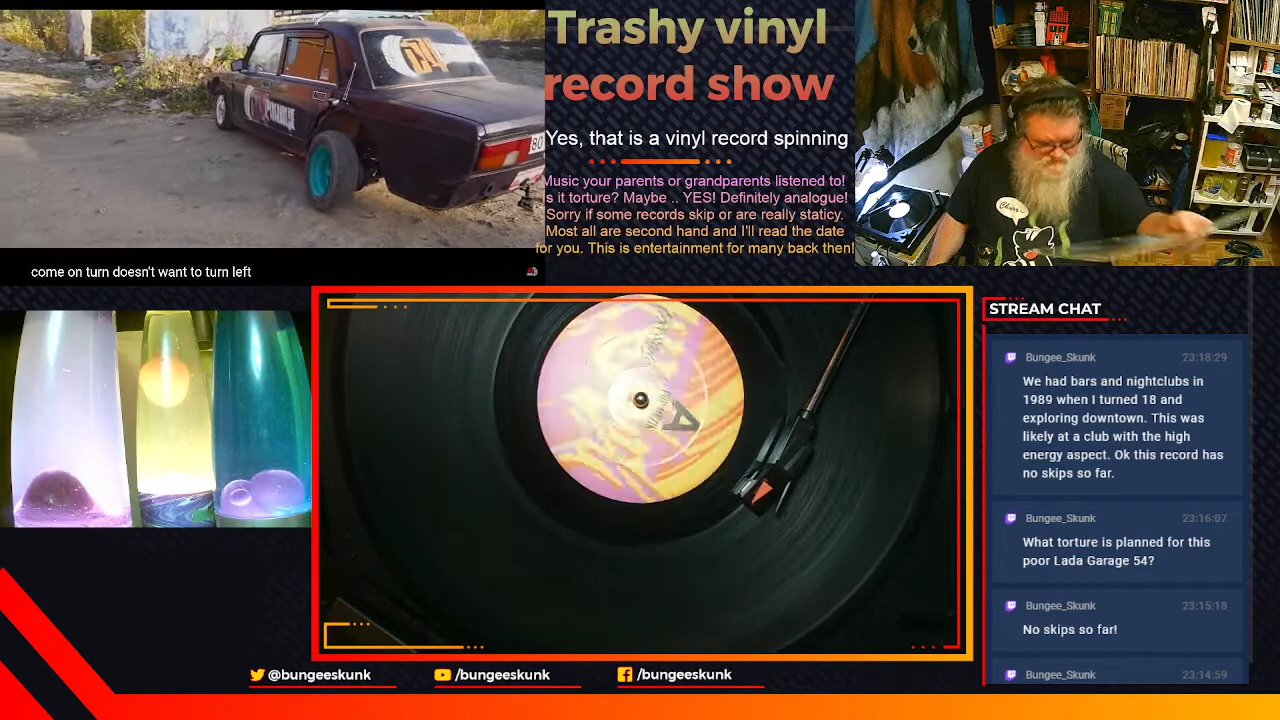 80
come on turn doesn't want to turn left
Trashy vinyl
record show
Yes, that is a vinyl record spinning
Music your parents or grandparents listened to!
s it torture? Maybe .. YES! Definitely analogue!
Sorry if some records skip or are really staticy.
Most all are second hand and I'll read the date
for you. This is entertainment for many back then!
A
STREAM CHAT
Bungee_Skunk 23:18:29
We had bars and nightclubs in
1989 when I turned 18 and
exploring downtown. This was
likely at a club with the high
energy aspect. Ok this record has
no skips so far.
Bungee_Skunk 23:16:07
What torture is planned for this
poor Lada Garage 54?
Bungee_Skunk 23:15:18
No skips so far!
Bungee_Skunk 23:14:59
@bungeeskunk
/bungeeskunk
/bungeeskunk